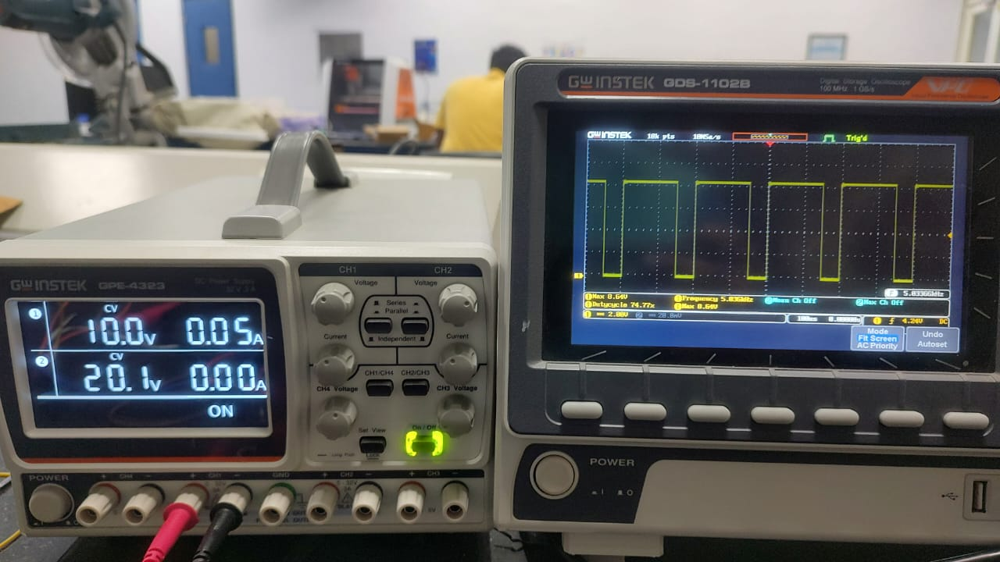 GW INSTEK GPE-4323 DC Power Supply
32V 3A
1 CV
10.0V 0.05A
2 CV
20.1V 0.00A
ON
CH1 CH2
Voltage Voltage
Series
Parallel
Independent
Current Current
CH1/CH4 CH2/CH3
CH4 Voltage CH3 Voltage
Set View On / Off
Long Push Lock
POWER
+ CH4 - + CH1 - GND + CH2 - + CH3 -
5V
GW INSTEK GDS-1102B
Digital Storage Oscilloscope
100 MHz 1 GS/s
VPO
GW INSTEK 10k pts 10MSa/s Trig'd
F 5.03366kHz
1 Max 8.64V 1 Frequency 5.03kHz Ch Off 2 Max Ch Off
1 Dutycycle 74.77% 1 Max 8.64V
1 2.00V 2 20.0mV 100us 0.0000s 1 4.24V DC
Mode
Fit Screen
AC Priority
Undo
Autoset
POWER
I O